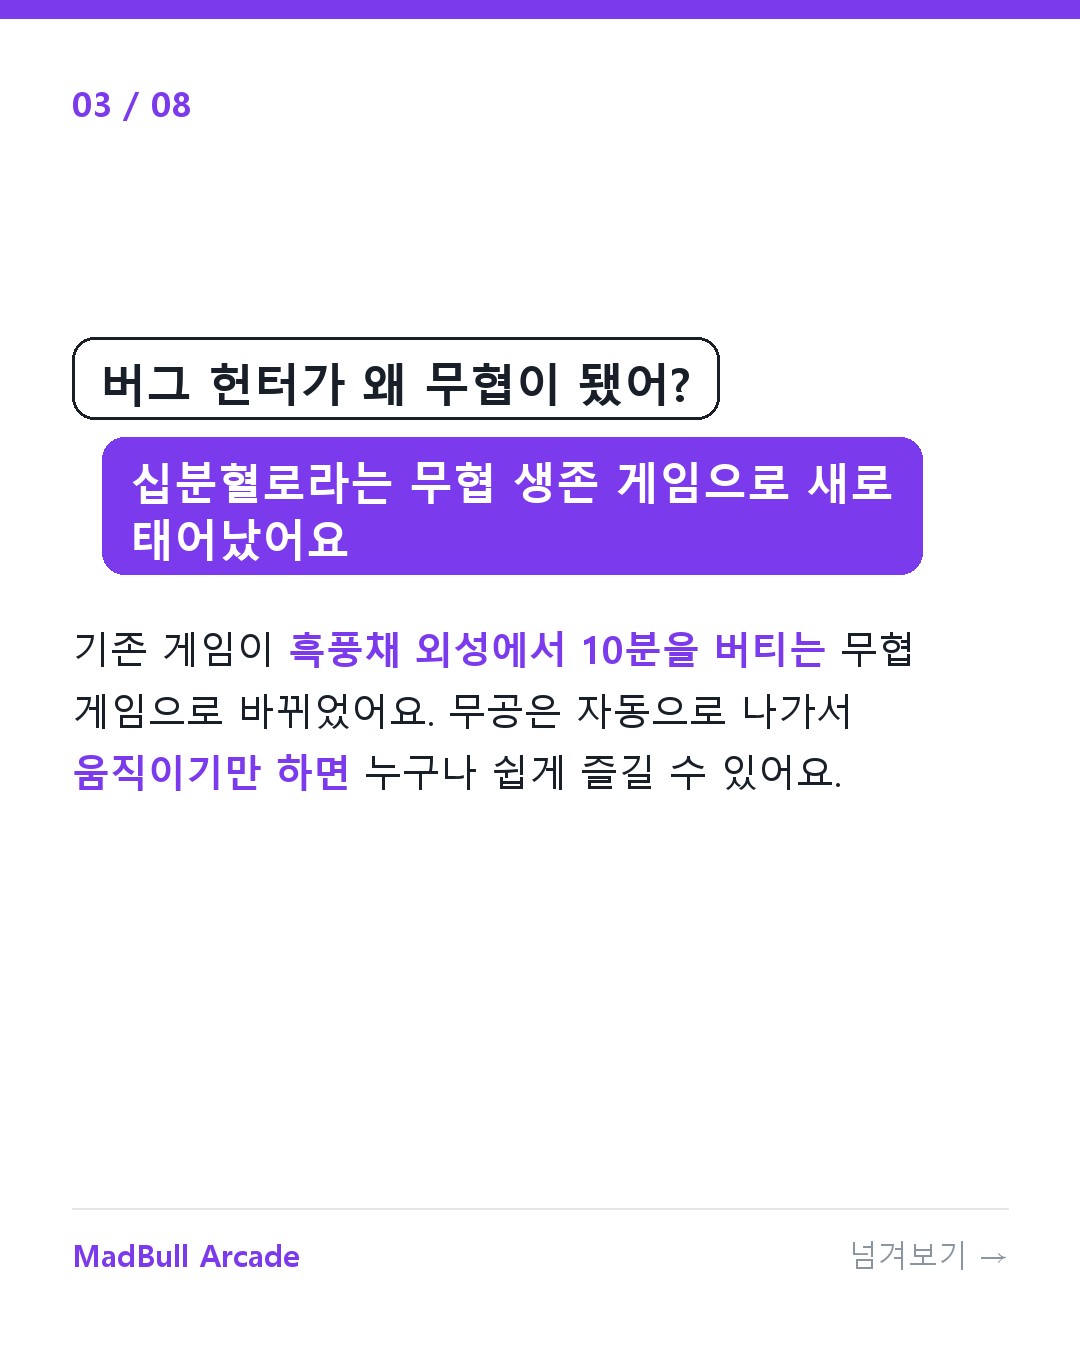 03 / 08
버그 헌터가 왜 무협이 됐어?
십분혈로라는 무협 생존 게임으로 새로
태어났어요
기존 게임이 흑풍채 외성에서 10분을 버티는 무협
게임으로 바뀌었어요. 무공은 자동으로 나가서
움직이기만 하면 누구나 쉽게 즐길 수 있어요.
MadBull Arcade
넘겨보기 →